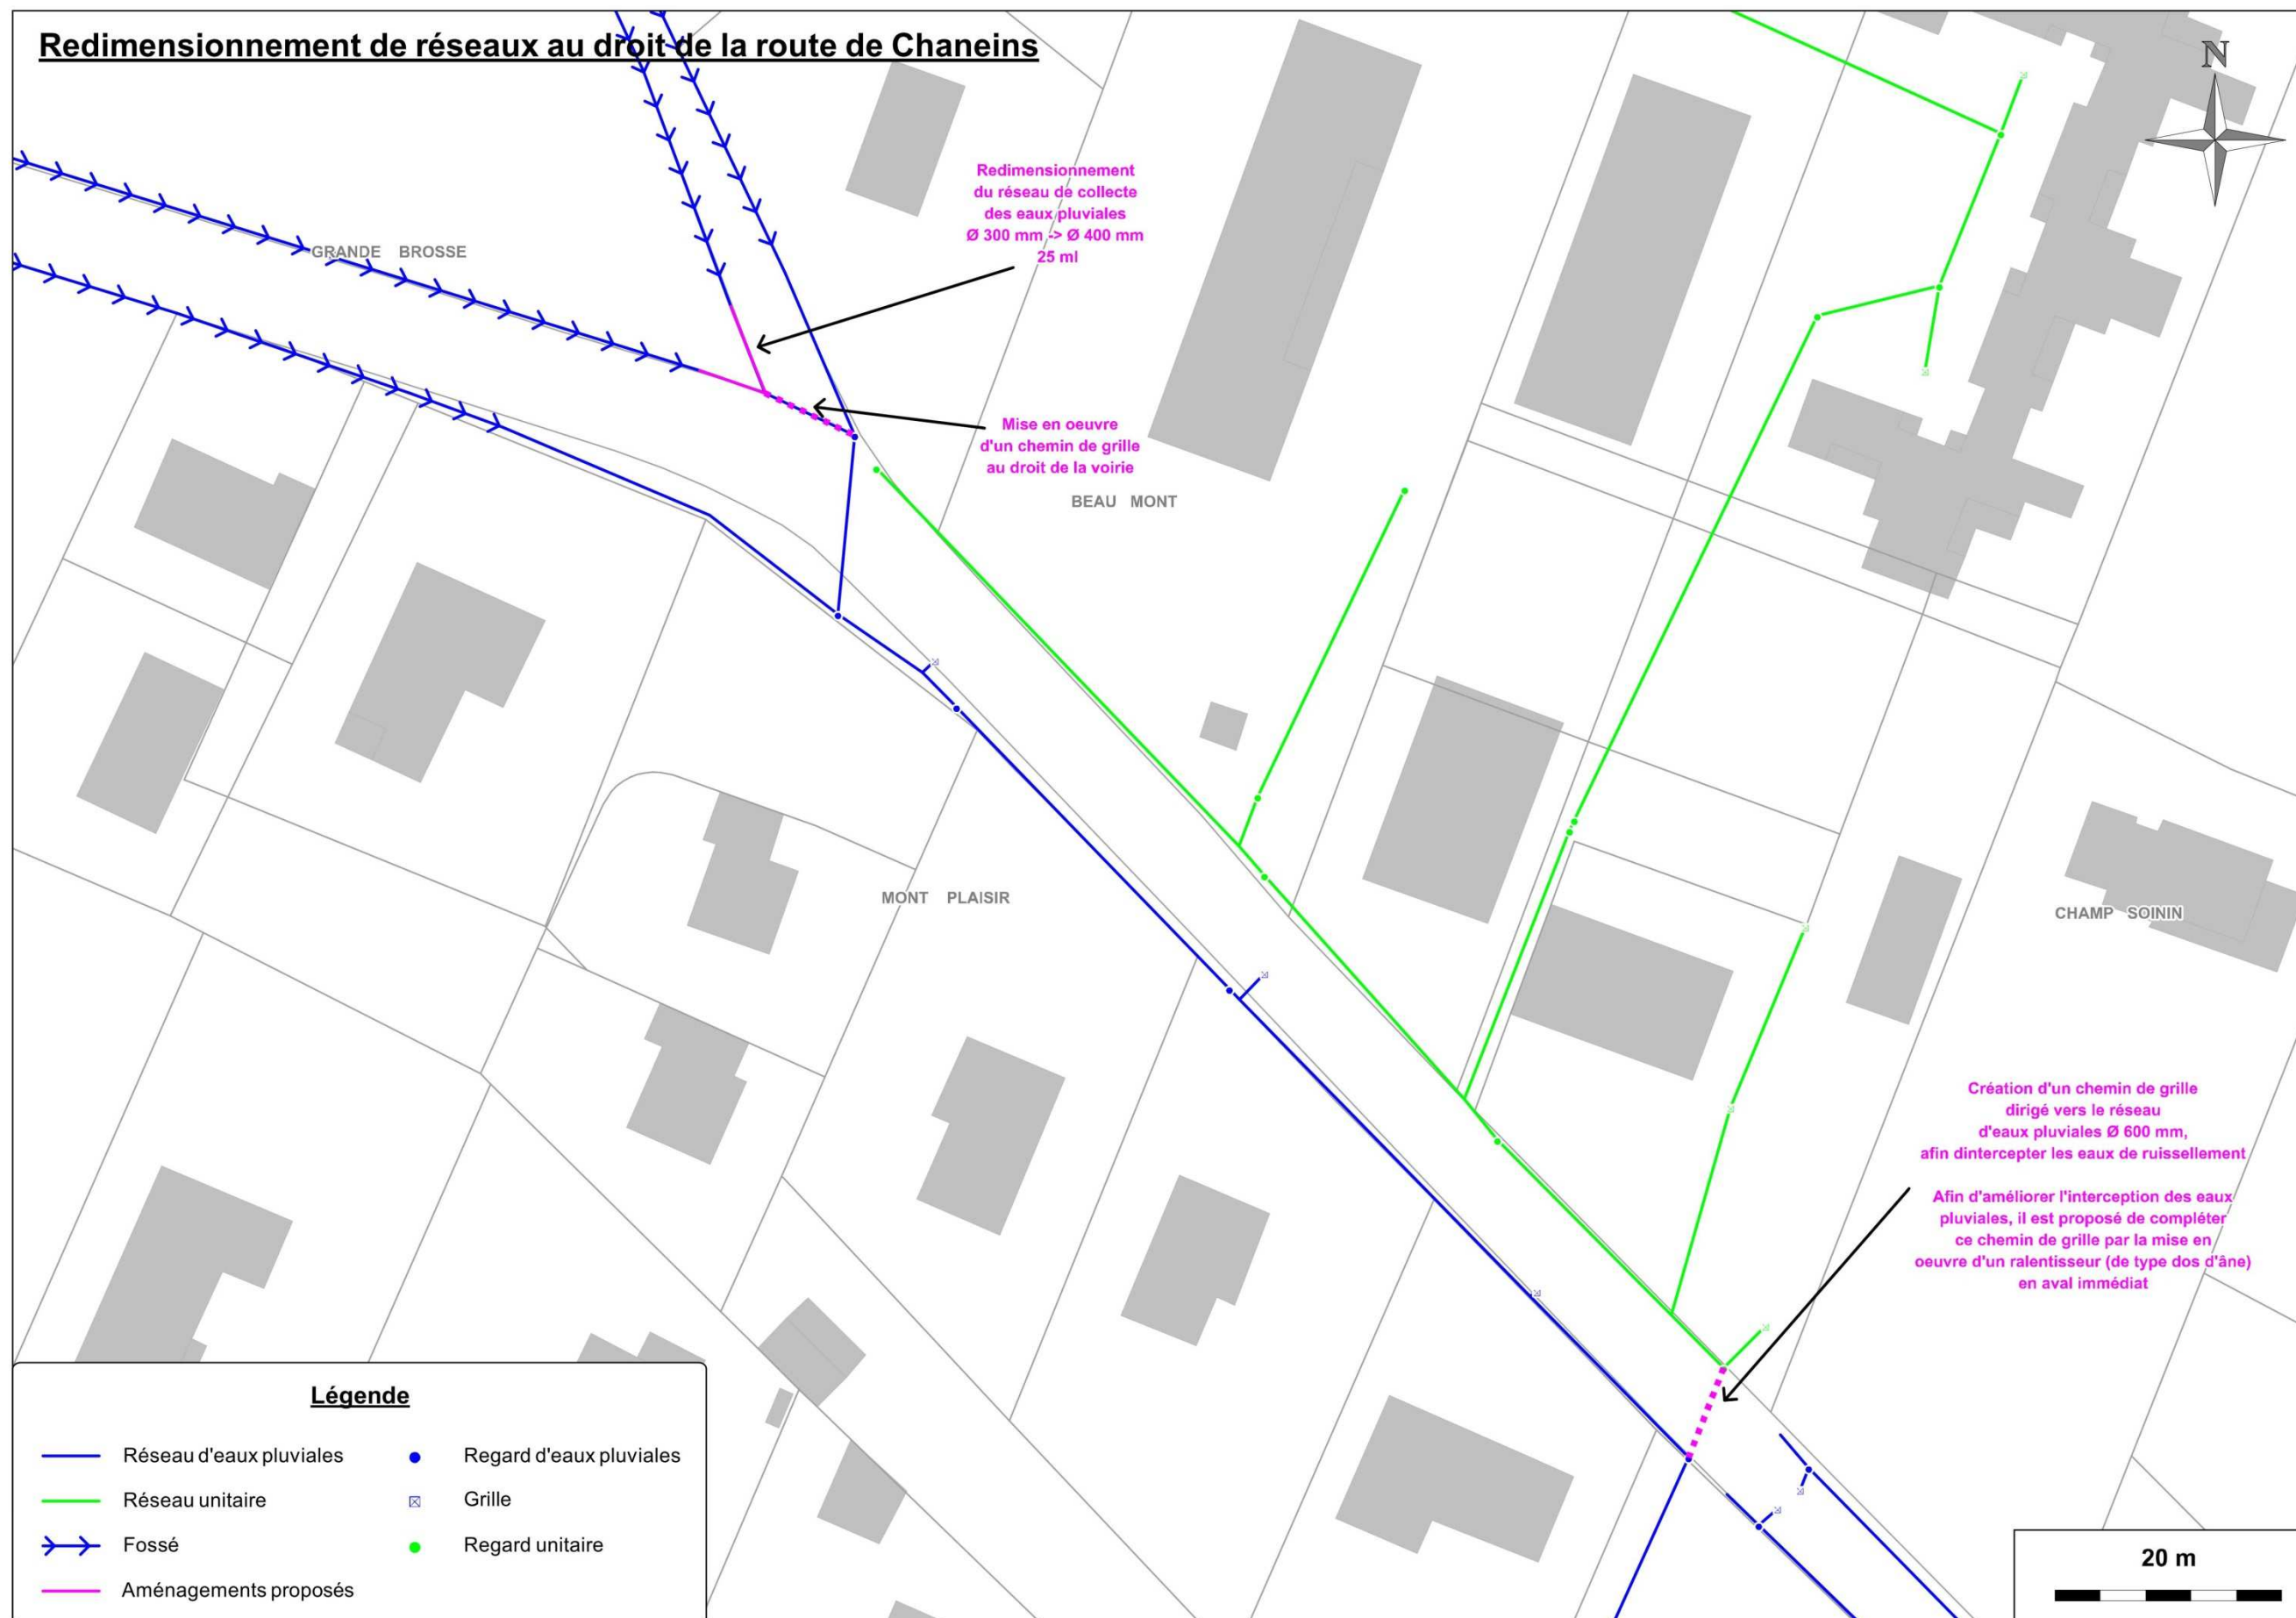 Redimensionnement de réseaux au droit de la route de Chaneins
N
Redimensionnement
du réseau de collecte
des eaux pluviales
Ø 300 mm -> Ø 400 mm
25 ml
GRANDE BROSSE
Mise en oeuvre
d'un chemin de grille
au droit de la voirie
BEAU MONT
MONT PLAISIR
CHAMP SOININ
Création d'un chemin de grille
dirigé vers le réseau
d'eaux pluviales Ø 600 mm,
afin dintercepter les eaux de ruissellement
Afin d'améliorer l'interception des eaux
pluviales, il est proposé de compléter
ce chemin de grille par la mise en
oeuvre d'un ralentisseur (de type dos d'âne)
en aval immédiat
Légende
Réseau d'eaux pluviales
Regard d'eaux pluviales
Réseau unitaire
Grille
Fossé
Regard unitaire
Aménagements proposés
20 m